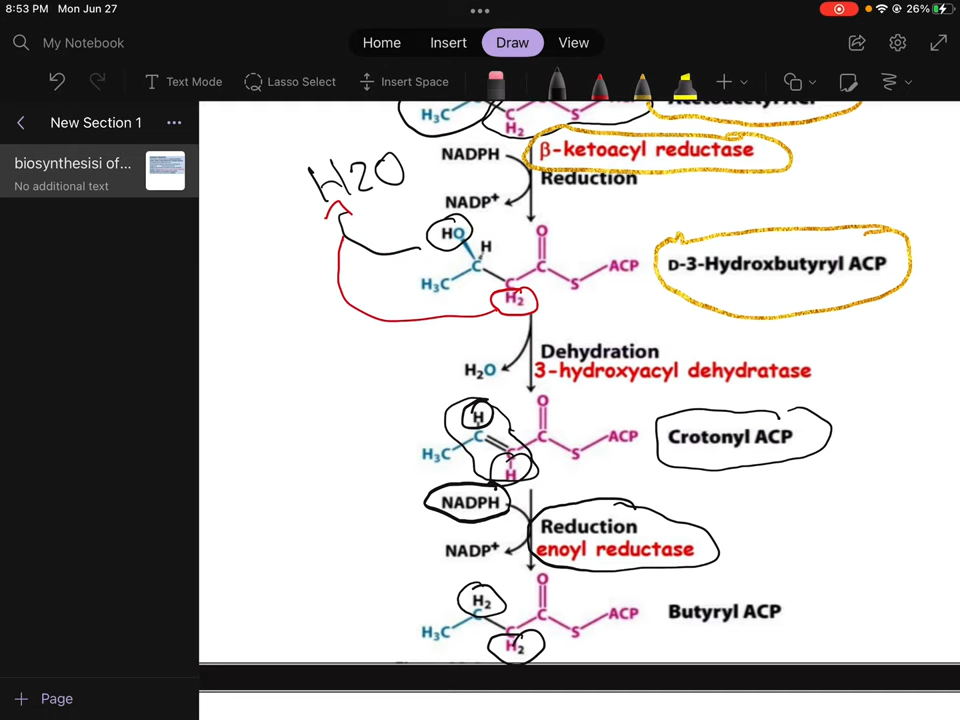 8:53 PM Mon Jun 27
26%
My Notebook
Home Insert Draw View
Text Mode Lasso Select Insert Space
New Section 1
biosynthesisi of...
No additional text
H₃C H₂ S
NADPH β-ketoacyl reductase
Reduction
NADP⁺
H2O
HO H O
H₃C C C C S ACP D-3-Hydroxbutyryl ACP
H₂
Dehydration
H₂O 3-hydroxyacyl dehydratase
H O
H₃C C C C S ACP Crotonyl ACP
H
NADPH
Reduction
NADP⁺ enoyl reductase
H₂ O
H₃C C C C S ACP Butyryl ACP
H₂
Page